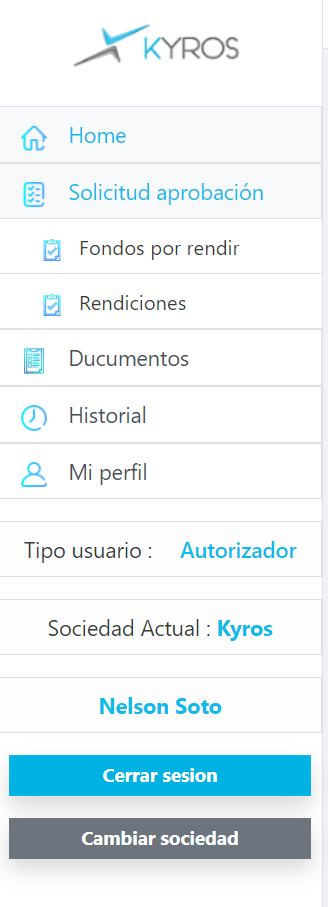 KYROS
Home
Solicitud aprobación
Fondos por rendir
Rendiciones
Ducumentos
Historial
Mi perfil
Tipo usuario : Autorizador
Sociedad Actual : Kyros
Nelson Soto
Cerrar sesion
Cambiar sociedad